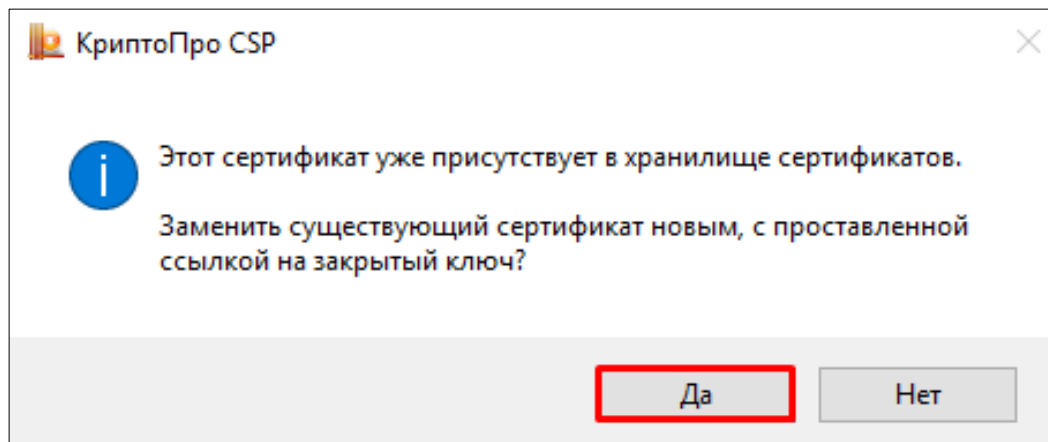 КриптоПро CSP
Этот сертификат уже присутствует в хранилище сертификатов.
Заменить существующий сертификат новым, с проставленной
ссылкой на закрытый ключ?
Да
Нет